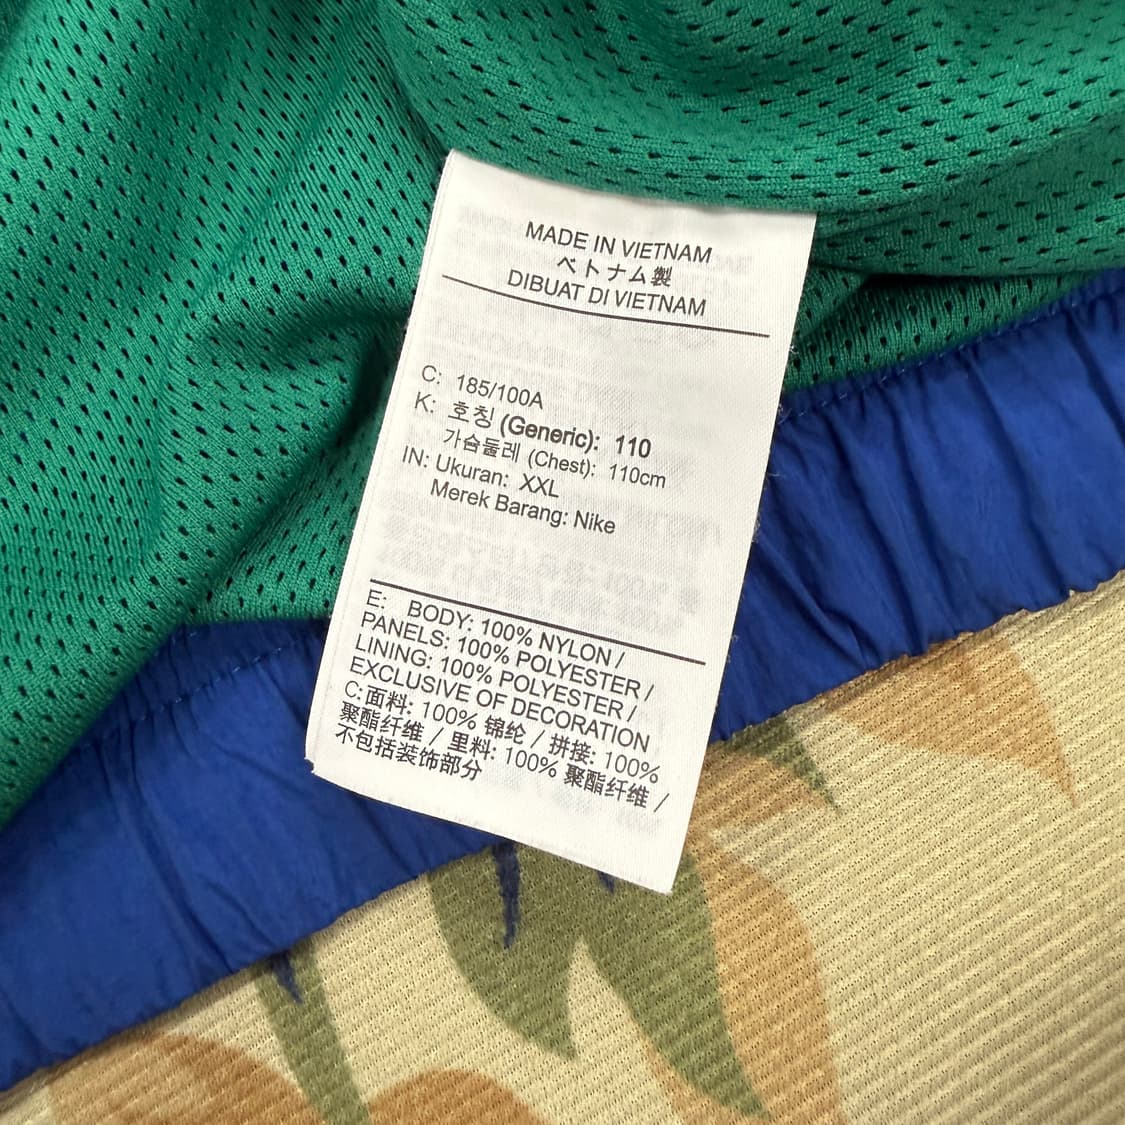 MADE IN VIETNAM
ベトナム製
DIBUAT DI VIETNAM
C: 185/100A
K: 호칭 (Generic): 110
가슴둘레 (Chest): 110cm
IN: Ukuran: XXL
Merek Barang: Nike
E: BODY: 100% NYLON /
PANELS: 100% POLYESTER /
LINING: 100% POLYESTER /
EXCLUSIVE OF DECORATION
C: 面料: 100% 锦纶 / 拼接: 100%
聚酯纤维 / 里料: 100% 聚酯纤维 /
不包括装饰部分